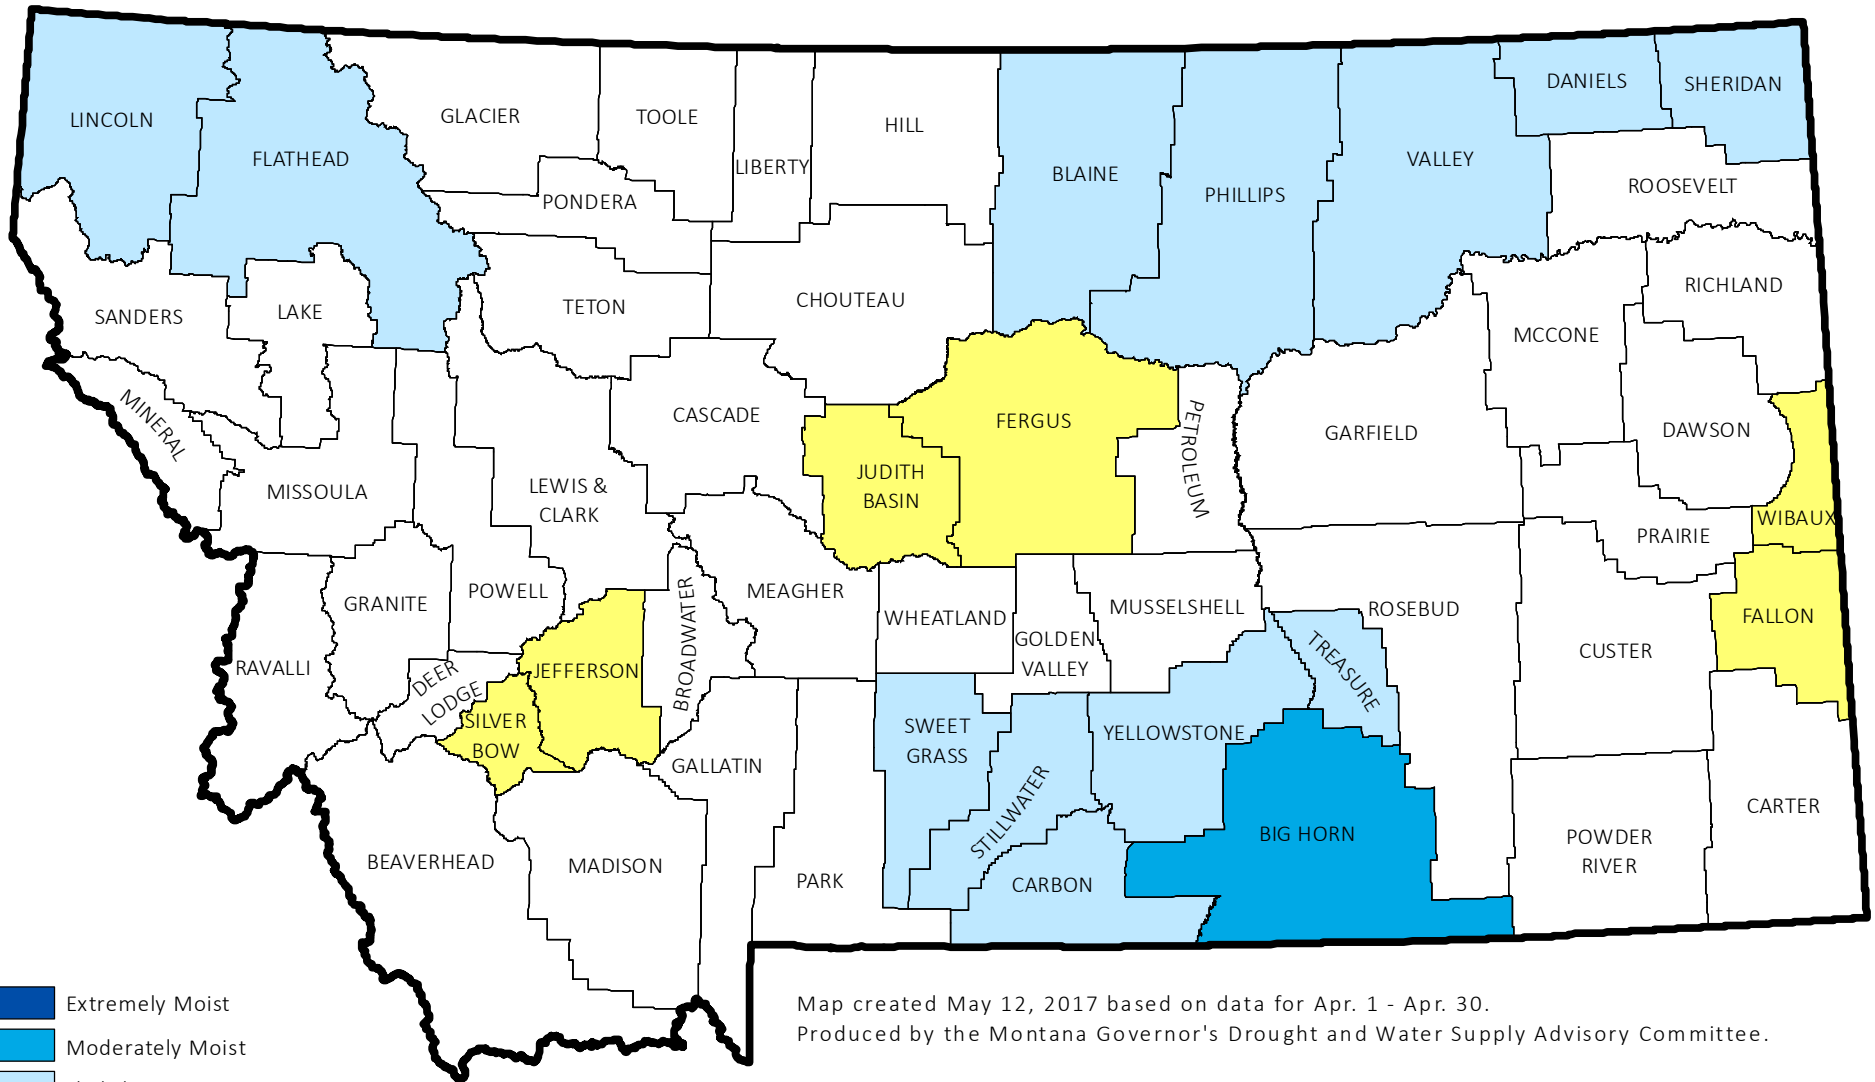 LINCOLN
FLATHEAD
GLACIER
TOOLE
LIBERTY
HILL
BLAINE
PHILLIPS
VALLEY
DANIELS
SHERIDAN
ROOSEVELT
PONDERA
SANDERS
LAKE
TETON
CHOUTEAU
RICHLAND
MCCONE
MINERAL
MISSOULA
LEWIS &
CLARK
CASCADE
JUDITH
BASIN
FERGUS
PETROLEUM
GARFIELD
DAWSON
WIBAUX
PRAIRIE
RAVALLI
GRANITE
POWELL
DEER
LODGE
SILVER
BOW
JEFFERSON
BROADWATER
MEAGHER
WHEATLAND
GOLDEN
VALLEY
MUSSELSHELL
TREASURE
ROSEBUD
CUSTER
FALLON
BEAVERHEAD
MADISON
GALLATIN
PARK
SWEET
GRASS
STILLWATER
CARBON
YELLOWSTONE
BIG HORN
POWDER
RIVER
CARTER
Extremely Moist
Moderately Moist
Map created May 12, 2017 based on data for Apr. 1 - Apr. 30.
Produced by the Montana Governor's Drought and Water Supply Advisory Committee.